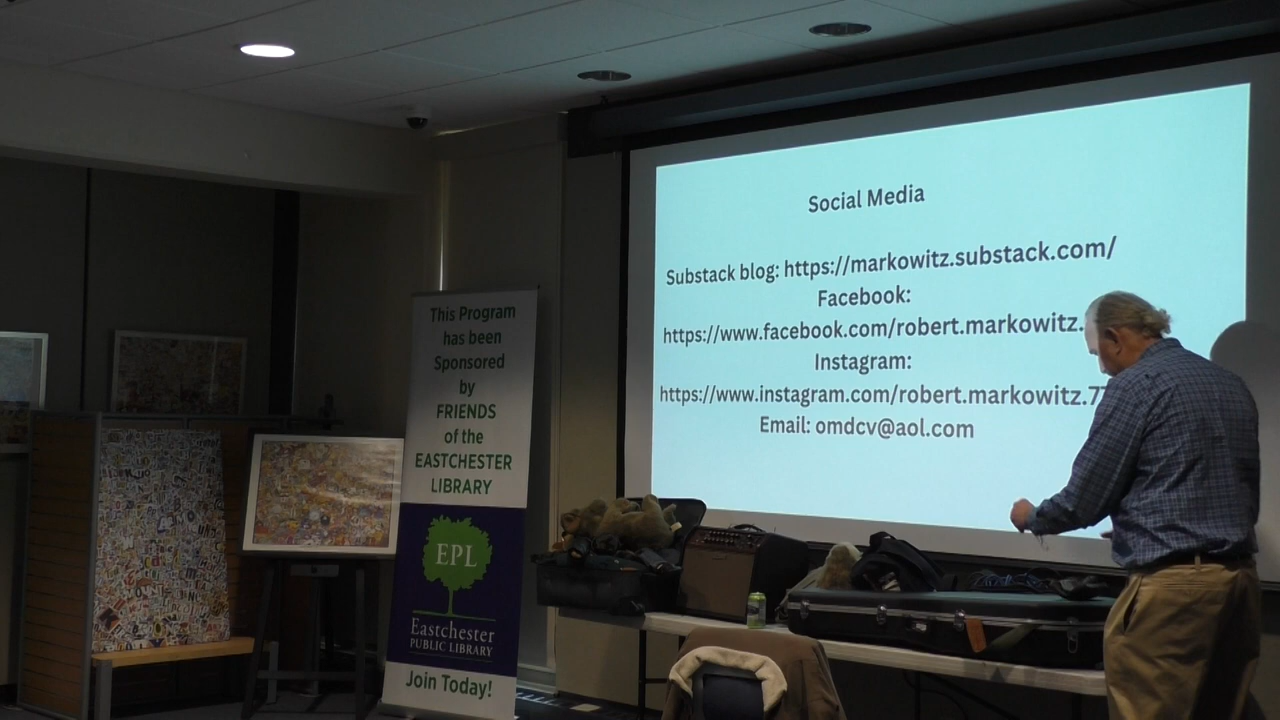 Social Media
Substack blog: https://markowitz.substack.com/
Facebook:
https://www.facebook.com/robert.markowitz.
Instagram:
https://www.instagram.com/robert.markowitz.77
Email: omdcv@aol.com
This Program
has been
Sponsored
by
FRIENDS
of the
EASTCHESTER
LIBRARY
EPL
Eastchester
PUBLIC LIBRARY
Join Today!